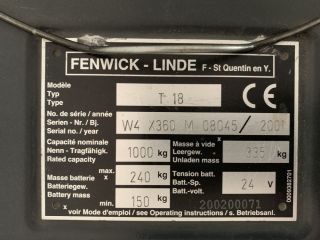 FENWICK - LINDE F - St Quentin en Y.
Modèle
Typ
Type T 18 CE
No. de série / année
Serien - Nr. / Bj. W4 X360 M 08045/ 2001
Serial no. / year
Capacité nominale Masse à vide x
Nenn - Tragfähigk. 1000 kg Leergew. 335 kg
Rated capacity Unladen mass
max.
Masse batterie x 240 kg Tension batt.
Batteriegew. Batt.-Sp. 24 v
Battery mass 150 kg Batt.-volt.
min. 200200071
x voir Mode d'emploi / see Operating instructions / s. Betriebsanl.
0009382701